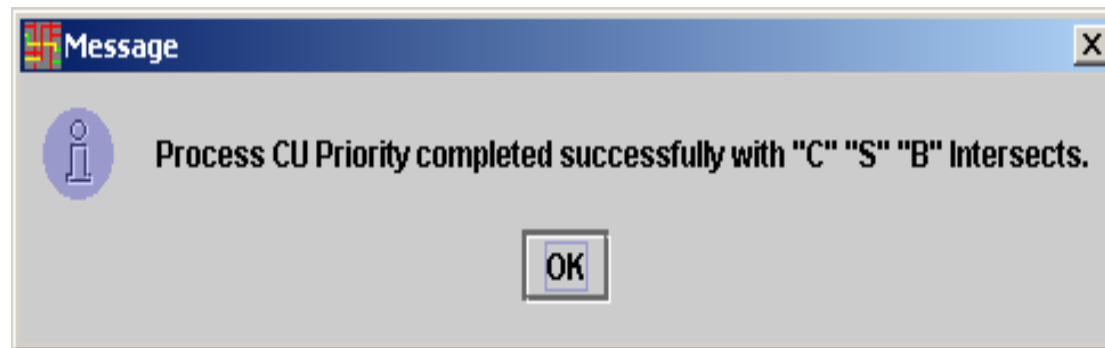 Message
Process CU Priority completed successfully with "C" "S" "B" Intersects.
OK